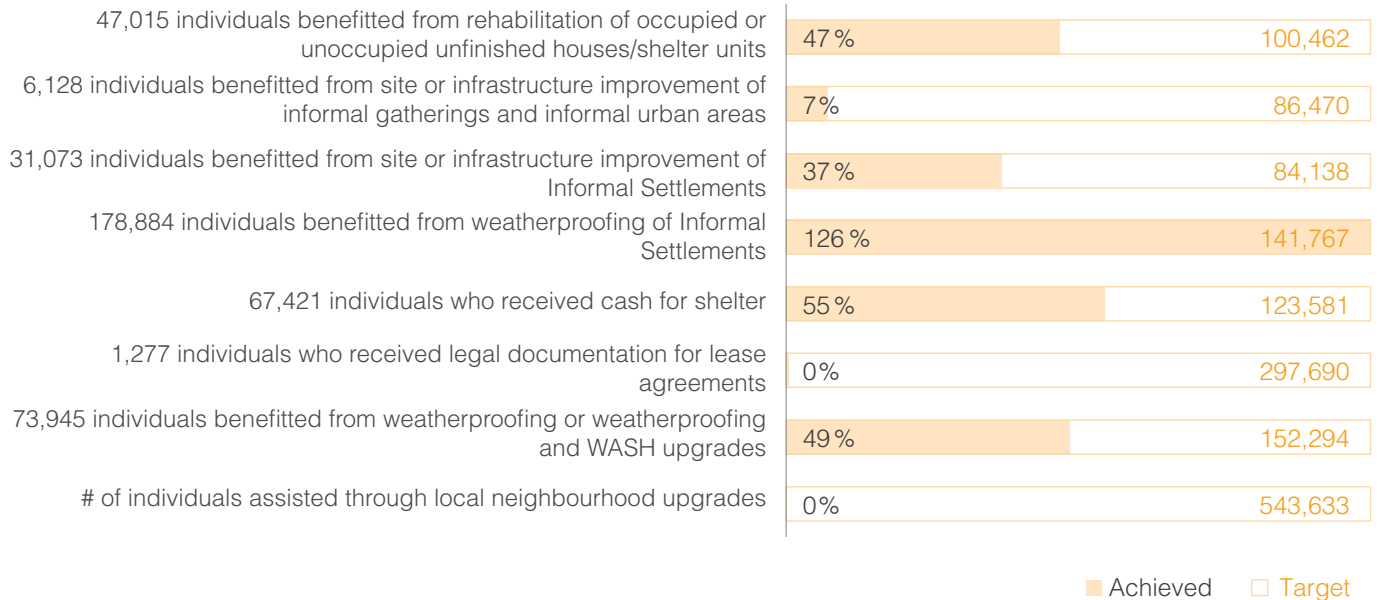 47,015 individuals benefitted from rehabilitation of occupied or
unoccupied unfinished houses/shelter units
47% 100,462
6,128 individuals benefitted from site or infrastructure improvement of
informal gatherings and informal urban areas
7% 86,470
31,073 individuals benefitted from site or infrastructure improvement of
Informal Settlements
37% 84,138
178,884 individuals benefitted from weatherproofing of Informal
Settlements
126% 141,767
67,421 individuals who received cash for shelter
55% 123,581
1,277 individuals who received legal documentation for lease
agreements
0% 297,690
73,945 individuals benefitted from weatherproofing or weatherproofing
and WASH upgrades
49% 152,294
# of individuals assisted through local neighbourhood upgrades
0% 543,633
Achieved Target